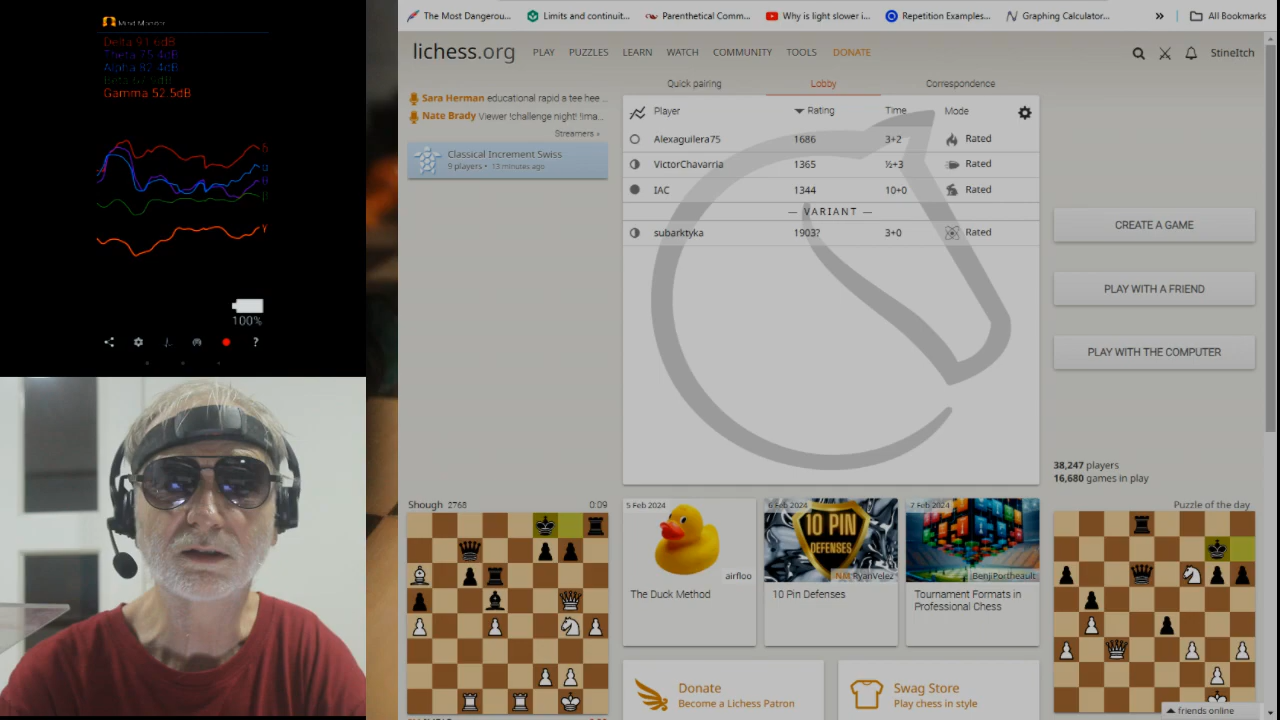 Mind Monitor
Delta 91.6dB
Theta 75.4dB
Alpha 82.4dB
Gamma 52.5dB
100%
?
The Most Dangerou...
Limits and continuit...
Parenthetical Comm...
Why is light slower i...
Repetition Examples...
Graphing Calculator...
»
All Bookmarks
lichess.org
PLAY
PUZZLES
LEARN
WATCH
COMMUNITY
TOOLS
DONATE
StineItch
Sara Herman educational rapid a tee hee ...
Nate Brady Viewer !challenge night! !ma...
Streamers »
Classical Increment Swiss
9 players • 13 minutes ago
Quick pairing
Lobby
Correspondence
Player Rating Time Mode
Alexaguilera75 1686 3+2 Rated
VictorChavarria 1365 ½+3 Rated
IAC 1344 10+0 Rated
— VARIANT —
subarktyka 1903? 3+0 Rated
CREATE A GAME
PLAY WITH A FRIEND
PLAY WITH THE COMPUTER
38,247 players
16,680 games in play
Shough 2768 0:09
5 Feb 2024
airfloo
The Duck Method
6 Feb 2024
10 PIN
DEFENSES
NM RyanVelez
10 Pin Defenses
7 Feb 2024
BenjiPortheault
Tournament Formats in
Professional Chess
Puzzle of the day
Donate
Become a Lichess Patron
Swag Store
Play chess in style
friends online